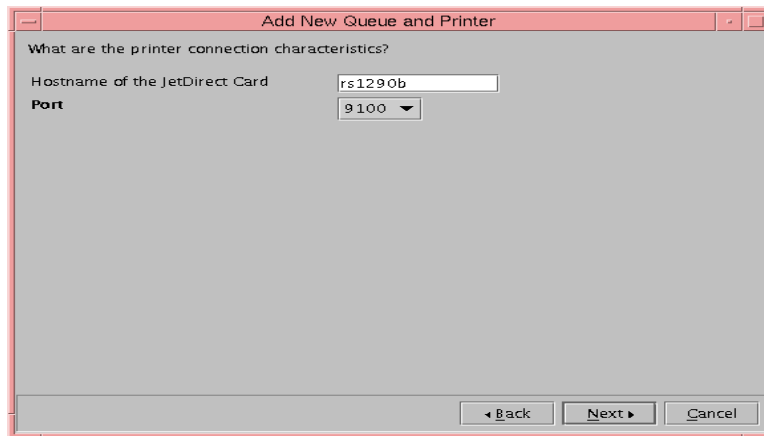 Add New Queue and Printer
What are the printer connection characteristics?
Hostname of the JetDirect Card rs1290b
Port 9100
Back Next Cancel